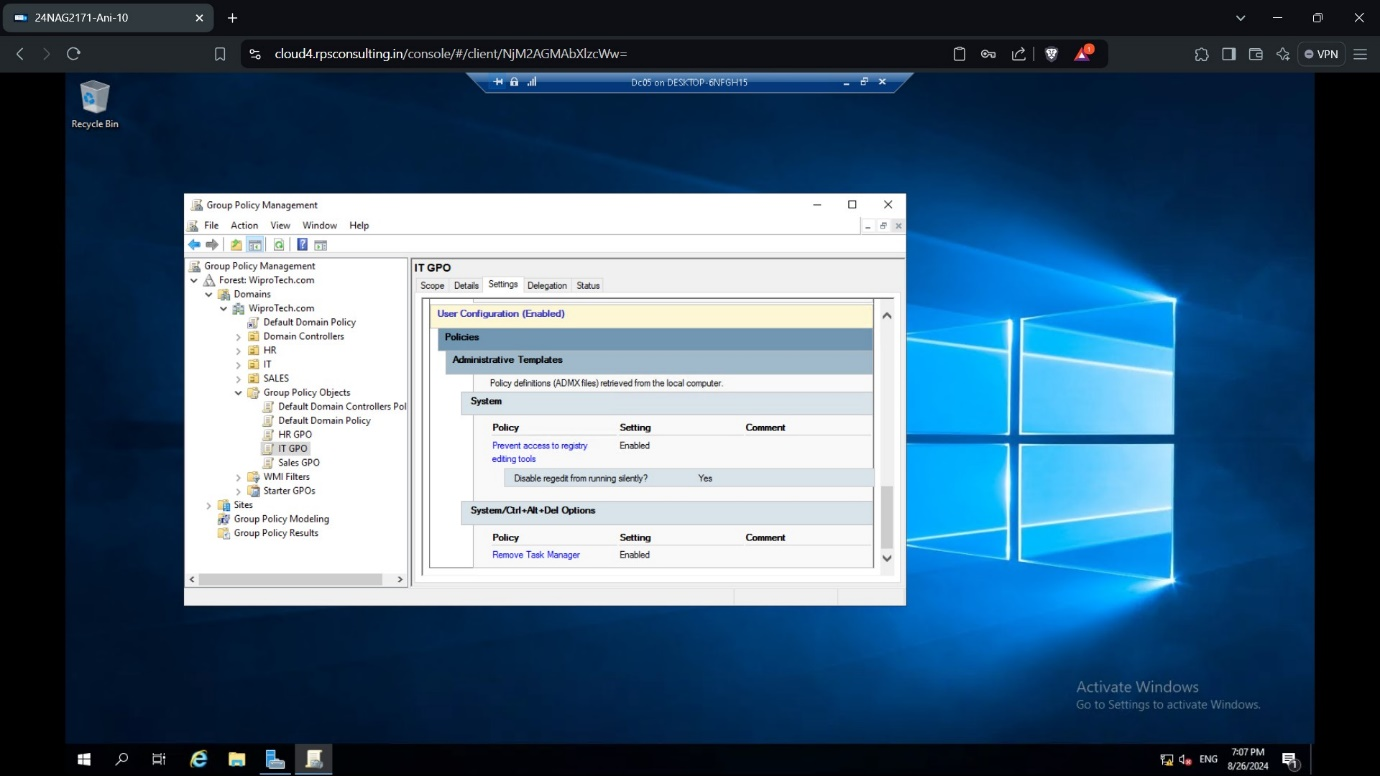 24NAG2171-Ani-10
cloud4.rpsconsulting.in/console/#/client/NjM2AGMAbXlzcWw=
1
VPN
Dc05 on DESKTOP-6NFGH15
Recycle Bin
Group Policy Management
File Action View Window Help
Group Policy Management
Forest: WiproTech.com
Domains
WiproTech.com
Default Domain Policy
Domain Controllers
HR
IT
SALES
Group Policy Objects
Default Domain Controllers Pol
Default Domain Policy
HR GPO
IT GPO
Sales GPO
WMI Filters
Starter GPOs
Sites
Group Policy Modeling
Group Policy Results
IT GPO
Scope Details Settings Delegation Status
User Configuration (Enabled)
Policies
Administrative Templates
Policy definitions (ADMX files) retrieved from the local computer.
System
Policy Setting Comment
Prevent access to registry Enabled
editing tools
Disable regedit from running silently? Yes
System/Ctrl+Alt+Del Options
Policy Setting Comment
Remove Task Manager Enabled
Activate Windows
Go to Settings to activate Windows.
ENG
7:07 PM
8/26/2024
1